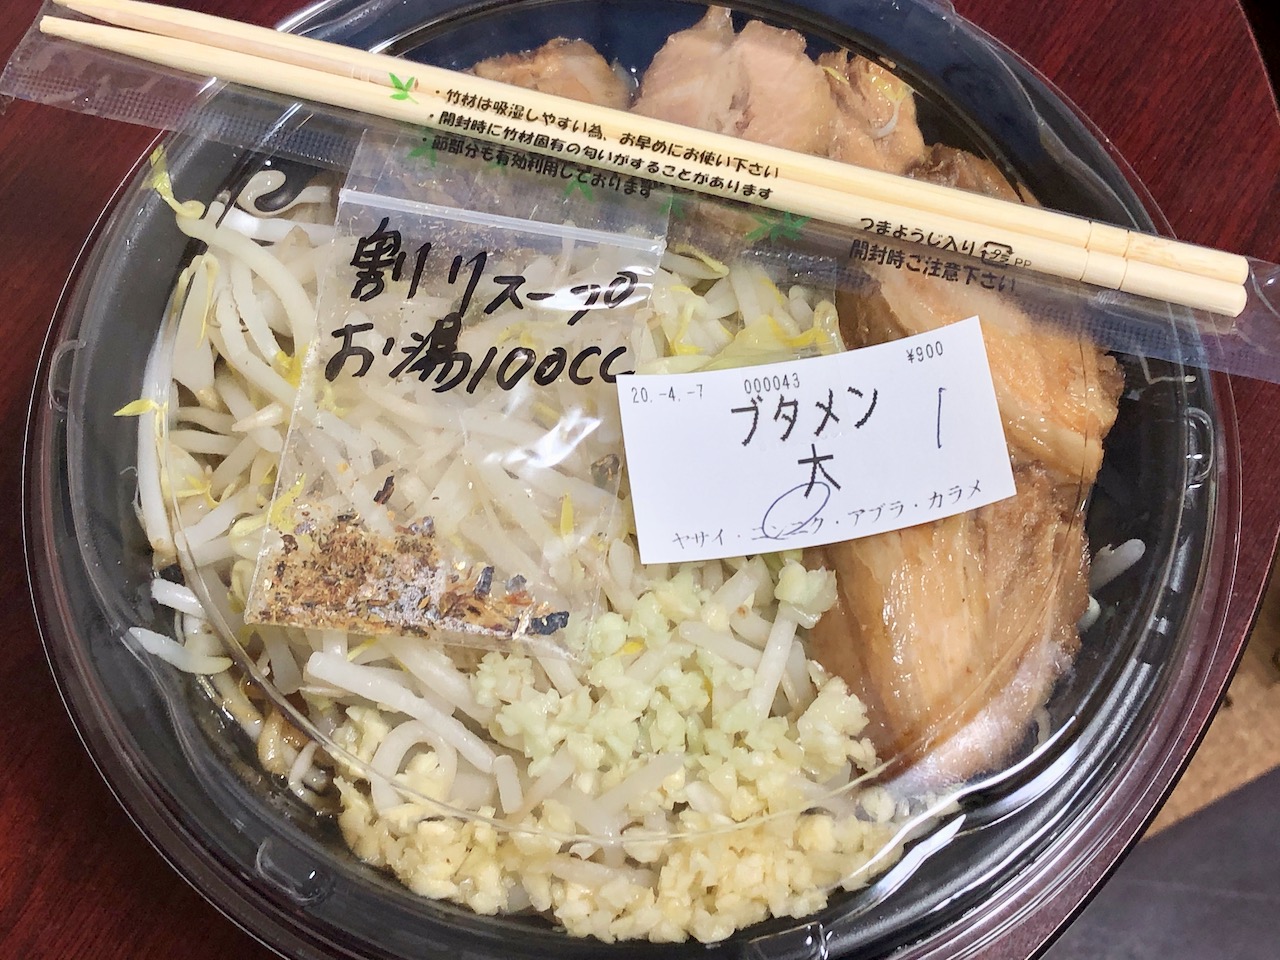 ・竹材は吸湿しやすい為、お早めにお使い下さい
・開封時に竹材固有の匂いがすることがあります
・節部分も有効利用しております
つまようじ入り プラ PP
開封時ご注意下さい
割りスープ
お湯100CC
20.-4.-7 000043 ¥900
ブタメン 1
大
ヤサイ・ニンニク・アブラ・カラメ